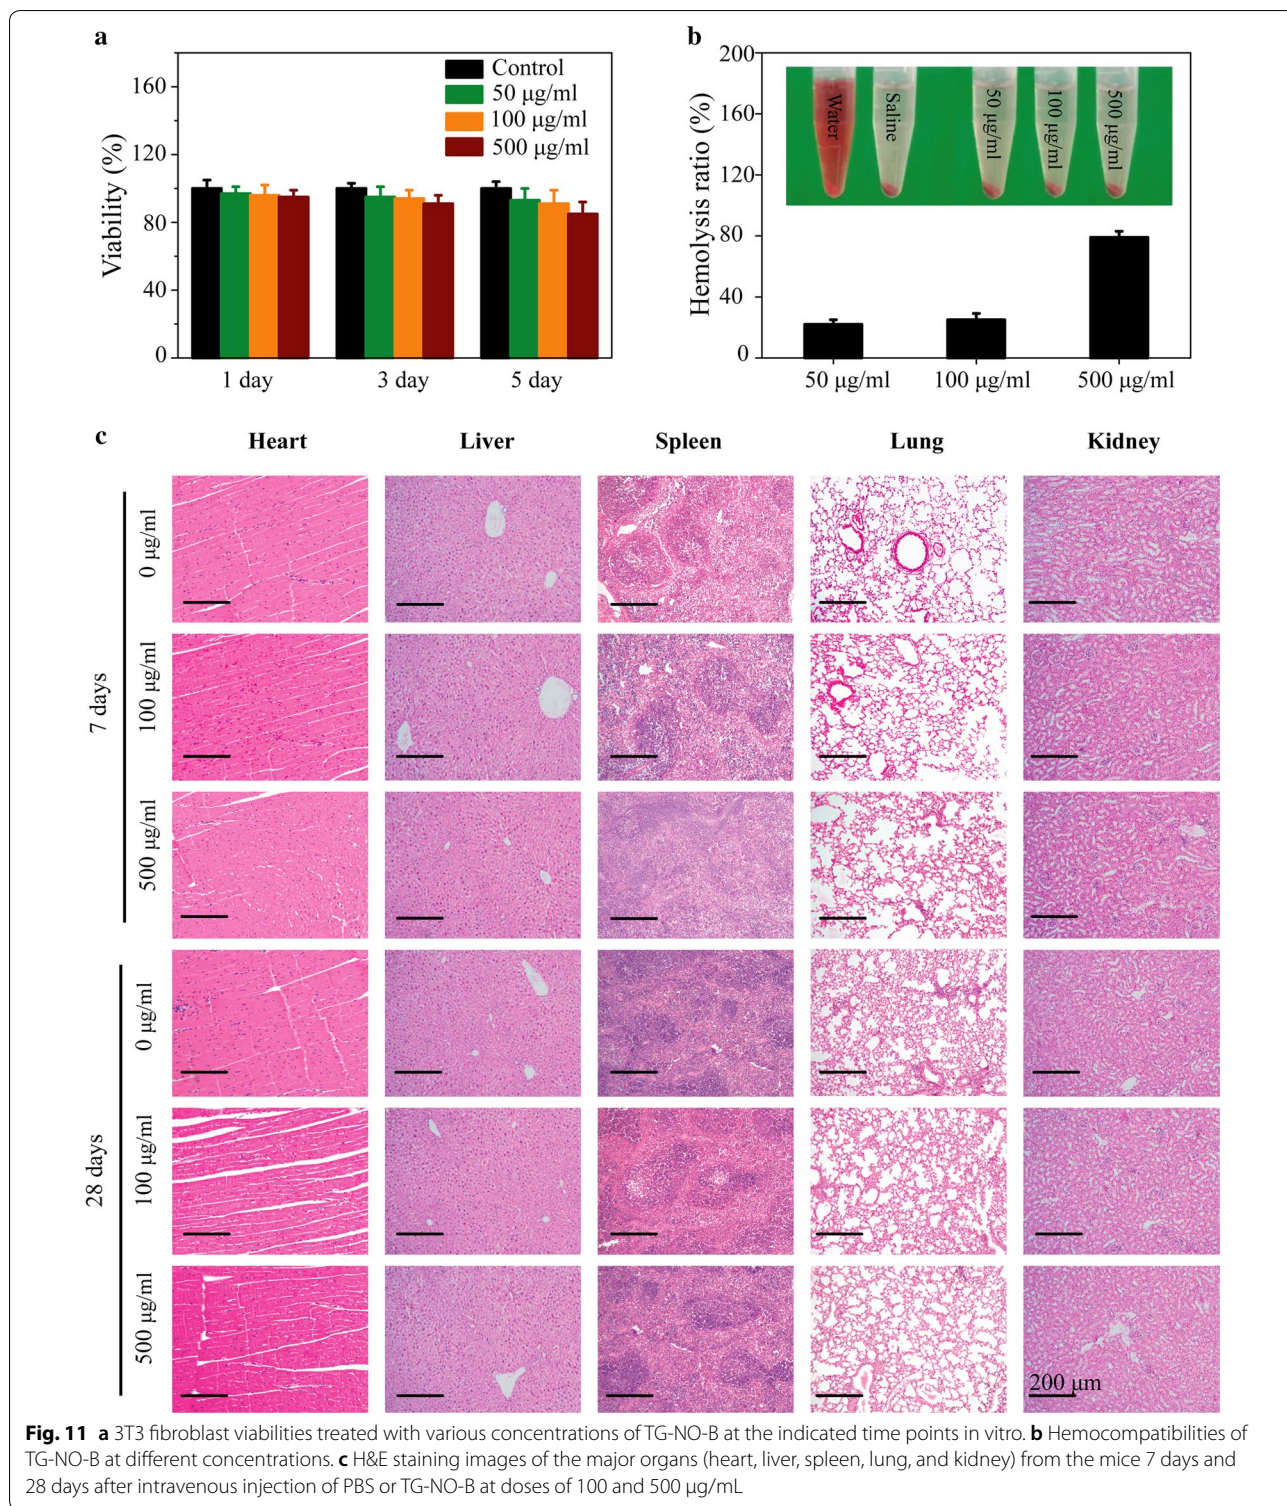 a
160
120
80
40
0
Viability (%)
Control
50 µg/ml
100 µg/ml
500 µg/ml
1 day
3 day
5 day
b
200
160
120
80
40
0
Hemolysis ratio (%)
Water
Saline
50 µg/ml
100 µg/ml
500 µg/ml
50 µg/ml
100 µg/ml
500 µg/ml
c
Heart
Liver
Spleen
Lung
Kidney
7 days
0 µg/ml
100 µg/ml
500 µg/ml
28 days
0 µg/ml
100 µg/ml
500 µg/ml
200 µm
Fig. 11 a 3T3 fibroblast viabilities treated with various concentrations of TG-NO-B at the indicated time points in vitro. b Hemocompatibilities of
TG-NO-B at different concentrations. c H&E staining images of the major organs (heart, liver, spleen, lung, and kidney) from the mice 7 days and
28 days after intravenous injection of PBS or TG-NO-B at doses of 100 and 500 µg/mL